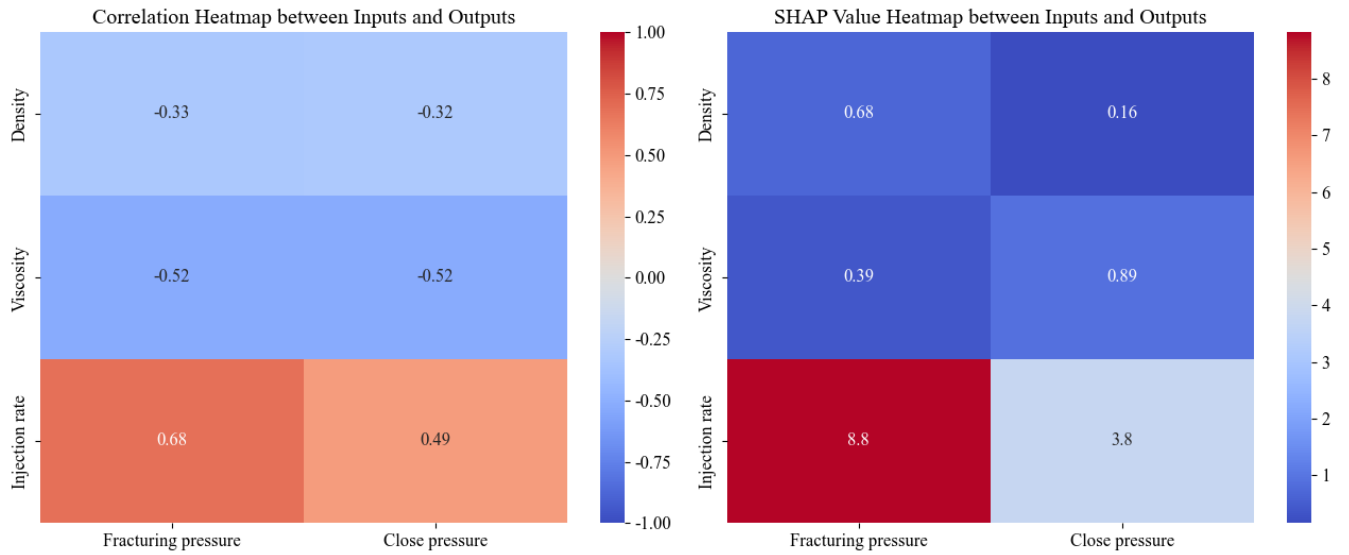 Correlation Heatmap between Inputs and Outputs
Density
-0.33
-0.32
Viscosity
-0.52
-0.52
Injection rate
0.68
0.49
Fracturing pressure
Close pressure
1.00
0.75
0.50
0.25
0.00
-0.25
-0.50
-0.75
-1.00
SHAP Value Heatmap between Inputs and Outputs
Density
0.68
0.16
Viscosity
0.39
0.89
Injection rate
8.8
3.8
Fracturing pressure
Close pressure
8
7
6
5
4
3
2
1